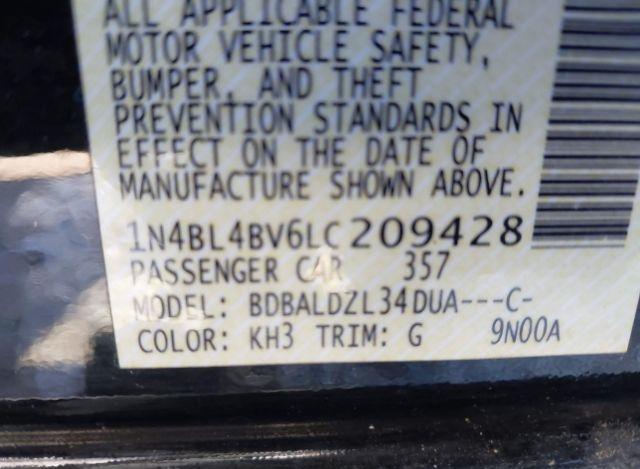 ALL APPLICABLE FEDERAL
MOTOR VEHICLE SAFETY,
BUMPER, AND THEFT
PREVENTION STANDARDS IN
EFFECT ON THE DATE OF
MANUFACTURE SHOWN ABOVE.
1N4BL4BV6LC209428
PASSENGER CAR 357
MODEL: BDBALDZL34DUA---C-
COLOR: KH3 TRIM: G 9N00A